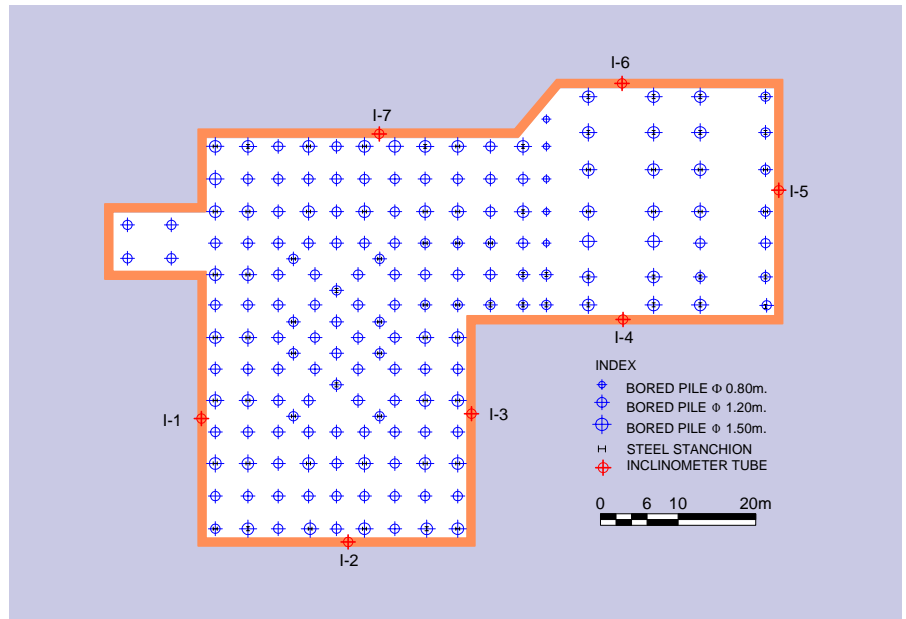 I-6
I-7
I-5
I-4
INDEX
BORED PILE Φ 0.80m.
BORED PILE Φ 1.20m.
I-1
I-3
BORED PILE Φ 1.50m.
STEEL STANCHION
INCLINOMETER TUBE
0 6 10 20m
I-2